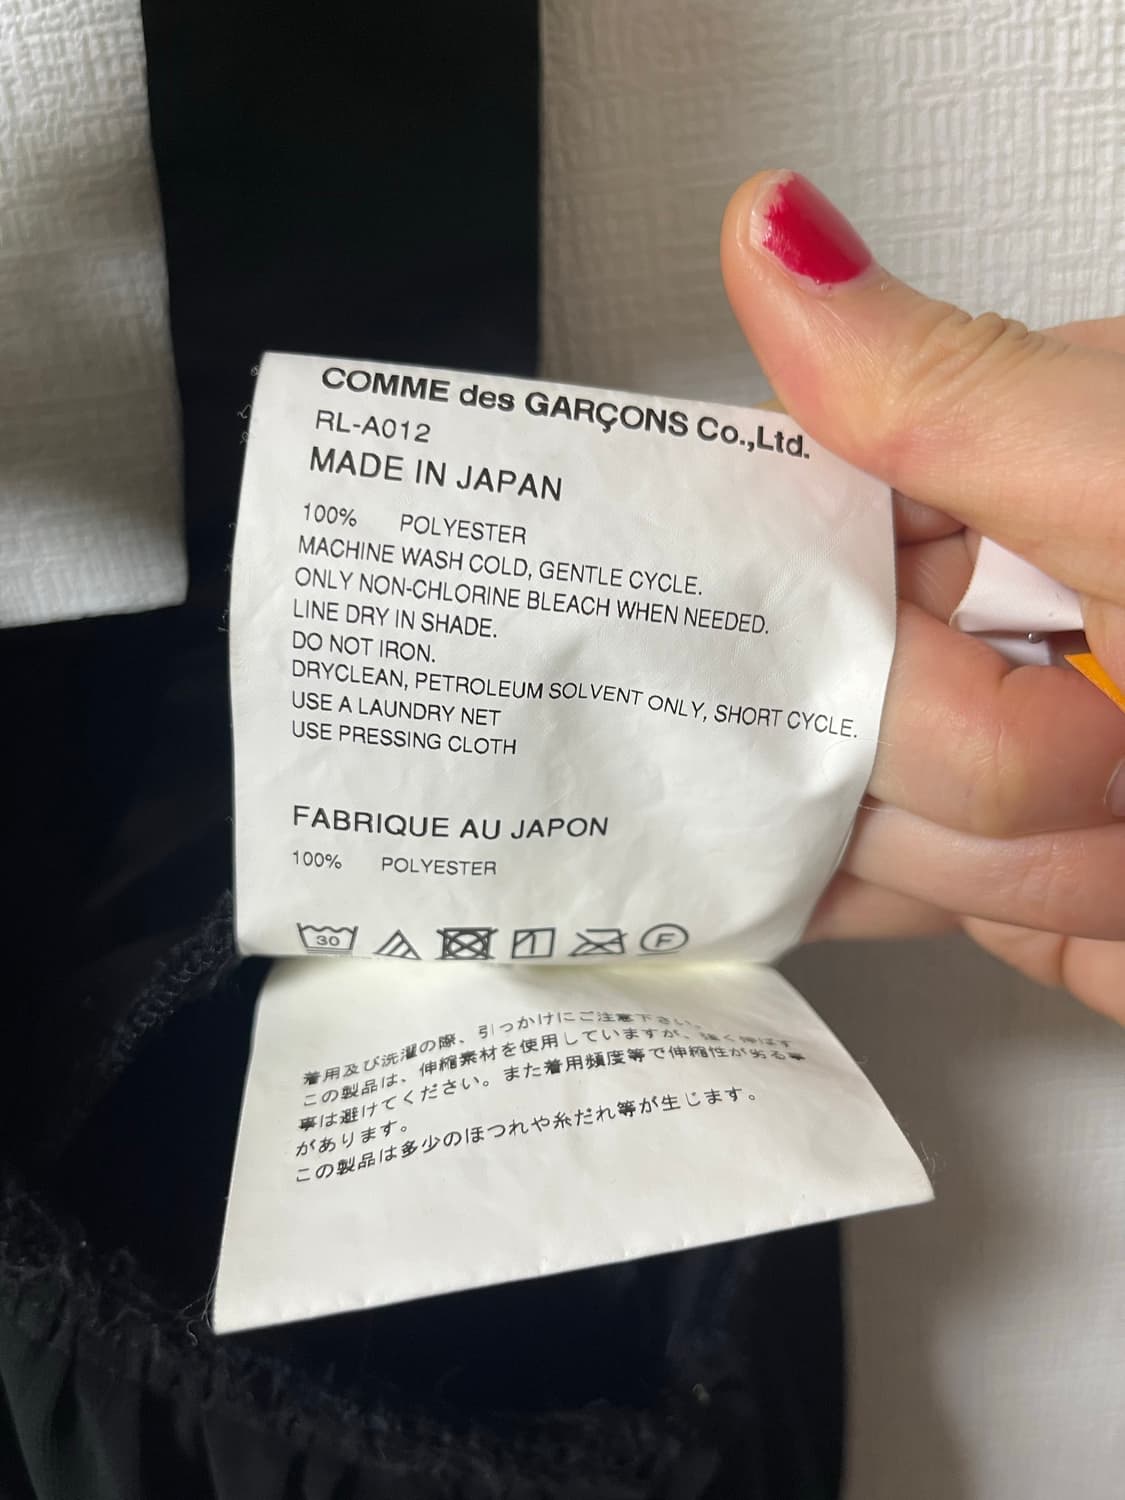 COMME des GARÇONS Co.,Ltd.
RL-A012
MADE IN JAPAN
100% POLYESTER
MACHINE WASH COLD, GENTLE CYCLE.
ONLY NON-CHLORINE BLEACH WHEN NEEDED.
LINE DRY IN SHADE.
DO NOT IRON.
DRYCLEAN, PETROLEUM SOLVENT ONLY, SHORT CYCLE.
USE A LAUNDRY NET
USE PRESSING CLOTH
FABRIQUE AU JAPON
100% POLYESTER
30 F
着用及び洗濯の際、引っかけにご注意下さい。
この製品は、伸縮素材を使用していますが、強く伸ばす
事は避けてください。また着用頻度等で伸縮性が劣る事
があります。
この製品は多少のほつれや糸だれ等が生じます。